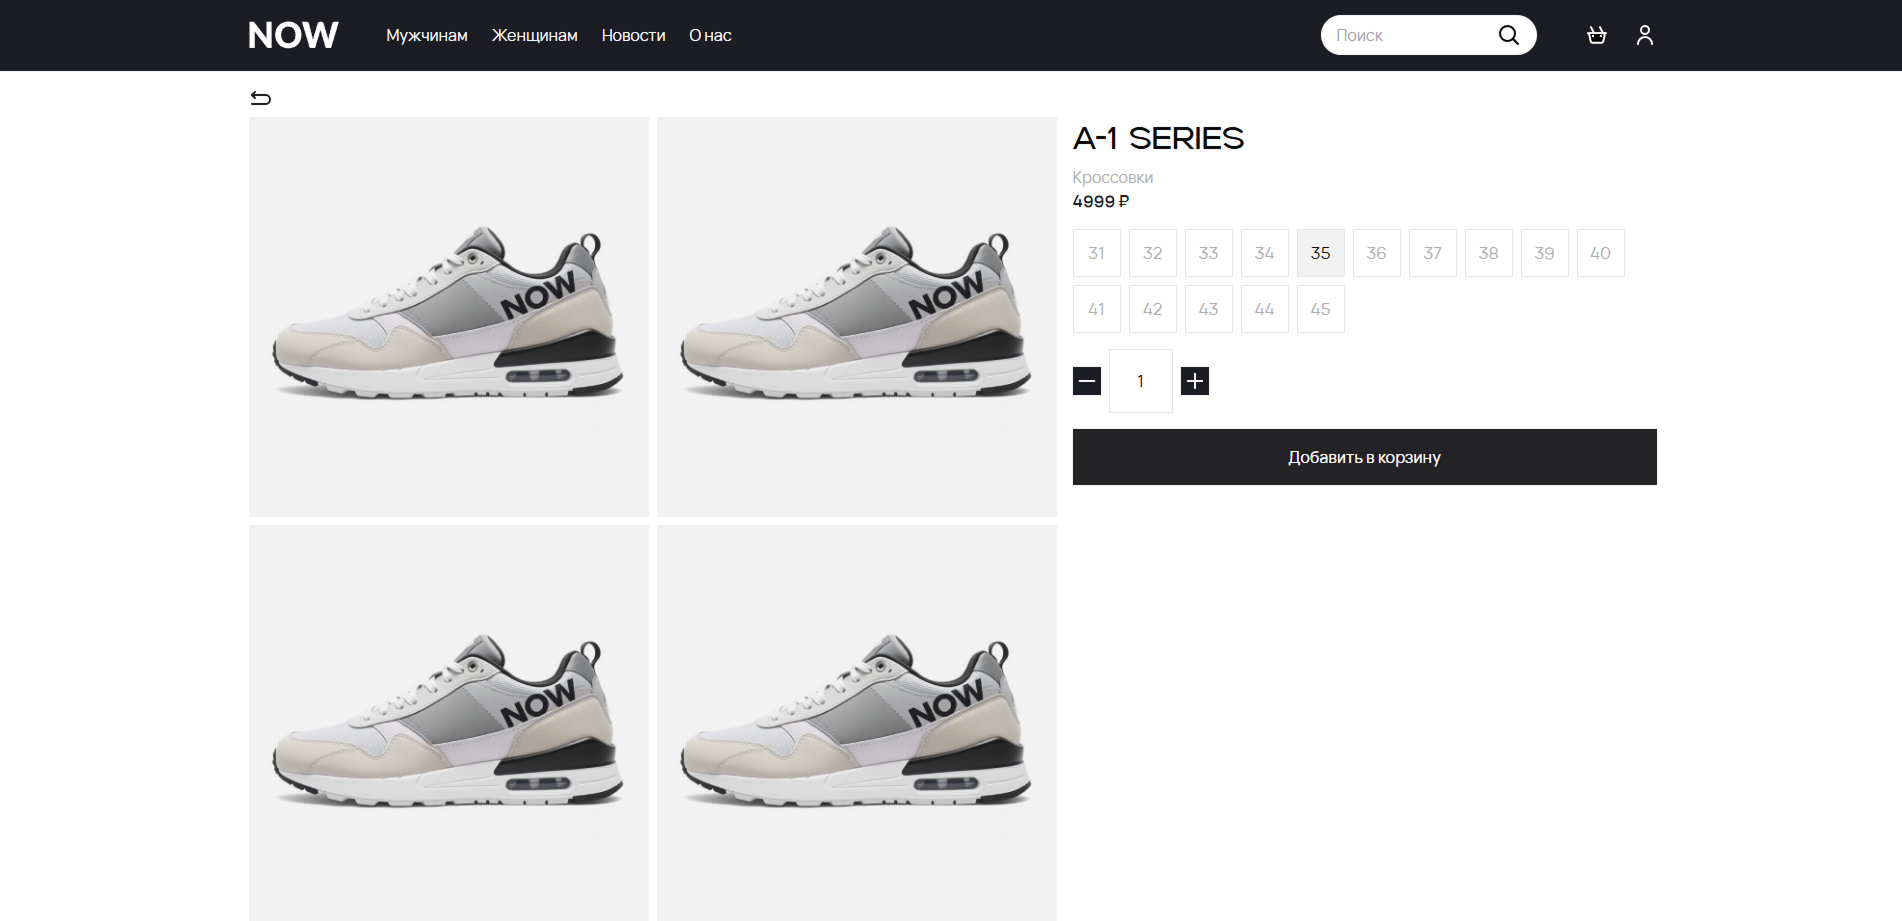 NOW Мужчинам Женщинам Новости О нас Поиск
A-1 SERIES
Кроссовки
4999 ₽
31 32 33 34 35 36 37 38 39 40
41 42 43 44 45
1
Добавить в корзину
NOW
NOW
NOW
NOW